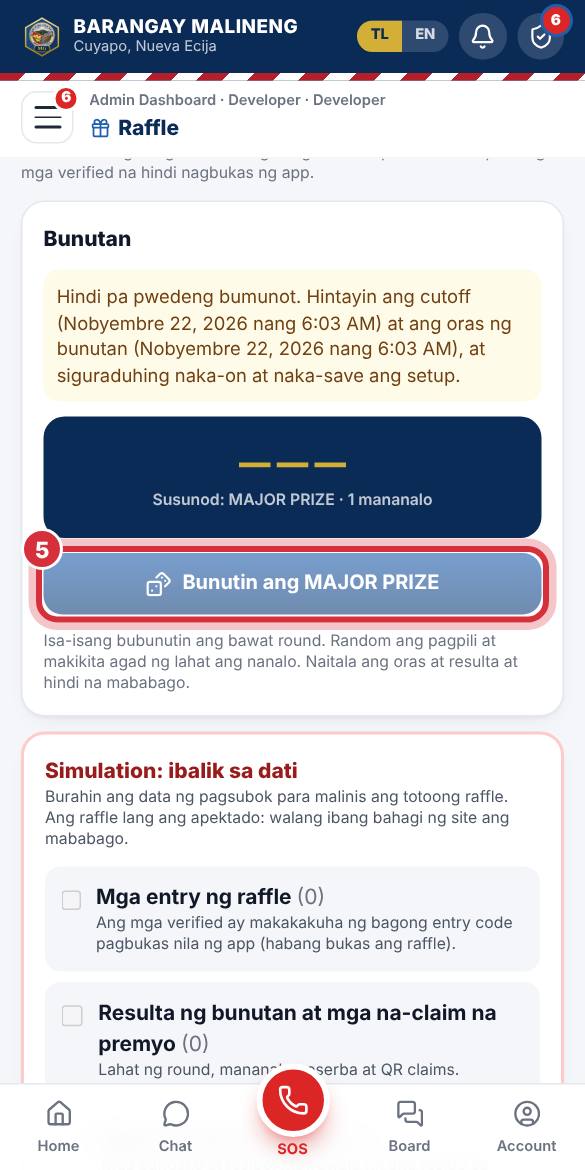 BARANGAY MALINENG
Cuyapo, Nueva Ecija
TL EN
6
6
Admin Dashboard · Developer · Developer
Raffle
mga verified na hindi nagbukas ng app.
Bunutan
Hindi pa pwedeng bumunot. Hintayin ang cutoff
(Nobyembre 22, 2026 nang 6:03 AM) at ang oras ng
bunutan (Nobyembre 22, 2026 nang 6:03 AM), at
siguraduhing naka-on at naka-save ang setup.
———
Susunod: MAJOR PRIZE · 1 mananalo
5
Bunutin ang MAJOR PRIZE
Isa-isang bubunutin ang bawat round. Random ang pagpili at
makikita agad ng lahat ang nanalo. Naitala ang oras at resulta at
hindi na mababago.
Simulation: ibalik sa dati
Burahin ang data ng pagsubok para malinis ang totoong raffle.
Ang raffle lang ang apektado: walang ibang bahagi ng site ang
mababago.
Mga entry ng raffle (0)
Ang mga verified ay makakakuha ng bagong entry code
pagbukas nila ng app (habang bukas ang raffle).
Resulta ng bunutan at mga na-claim na
premyo (0)
Lahat ng round, at QR claims.
Home
Chat
SOS
Board
Account